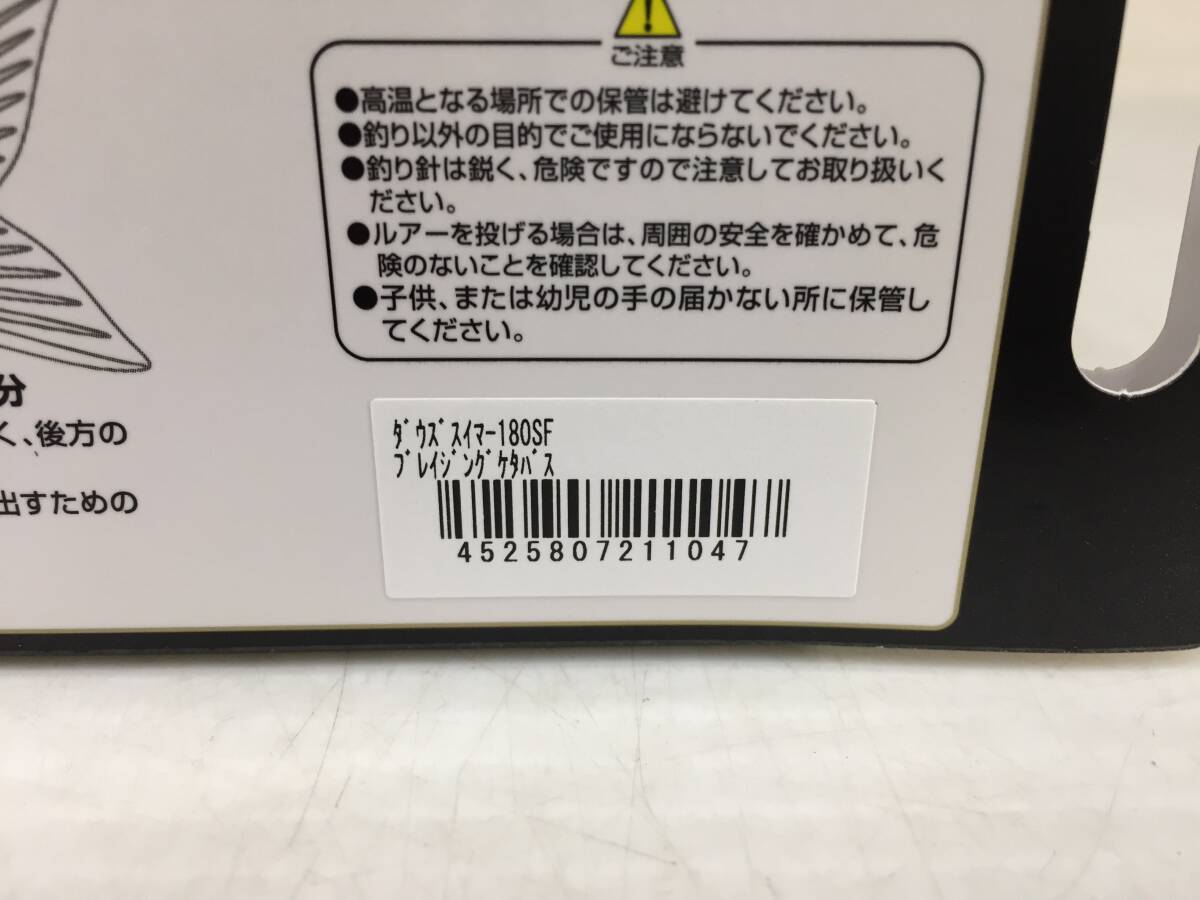 ご注意
●高温となる場所での保管は避けてください。
●釣り以外の目的でご使用にならないでください。
●釣り針は鋭く、危険ですので注意してお取り扱いく
ださい。
●ルアーを投げる場合は、周囲の安全を確かめて、危
険のないことを確認してください。
●子供、または幼児の手の届かない所に保管し
てください。
分
く、後方の
出すための
ﾀﾞｳｽﾞｽｲﾏｰ180SF
ﾌﾞﾚｲｼﾞﾝｸﾞｹﾀﾊﾞｽ
4525807211047